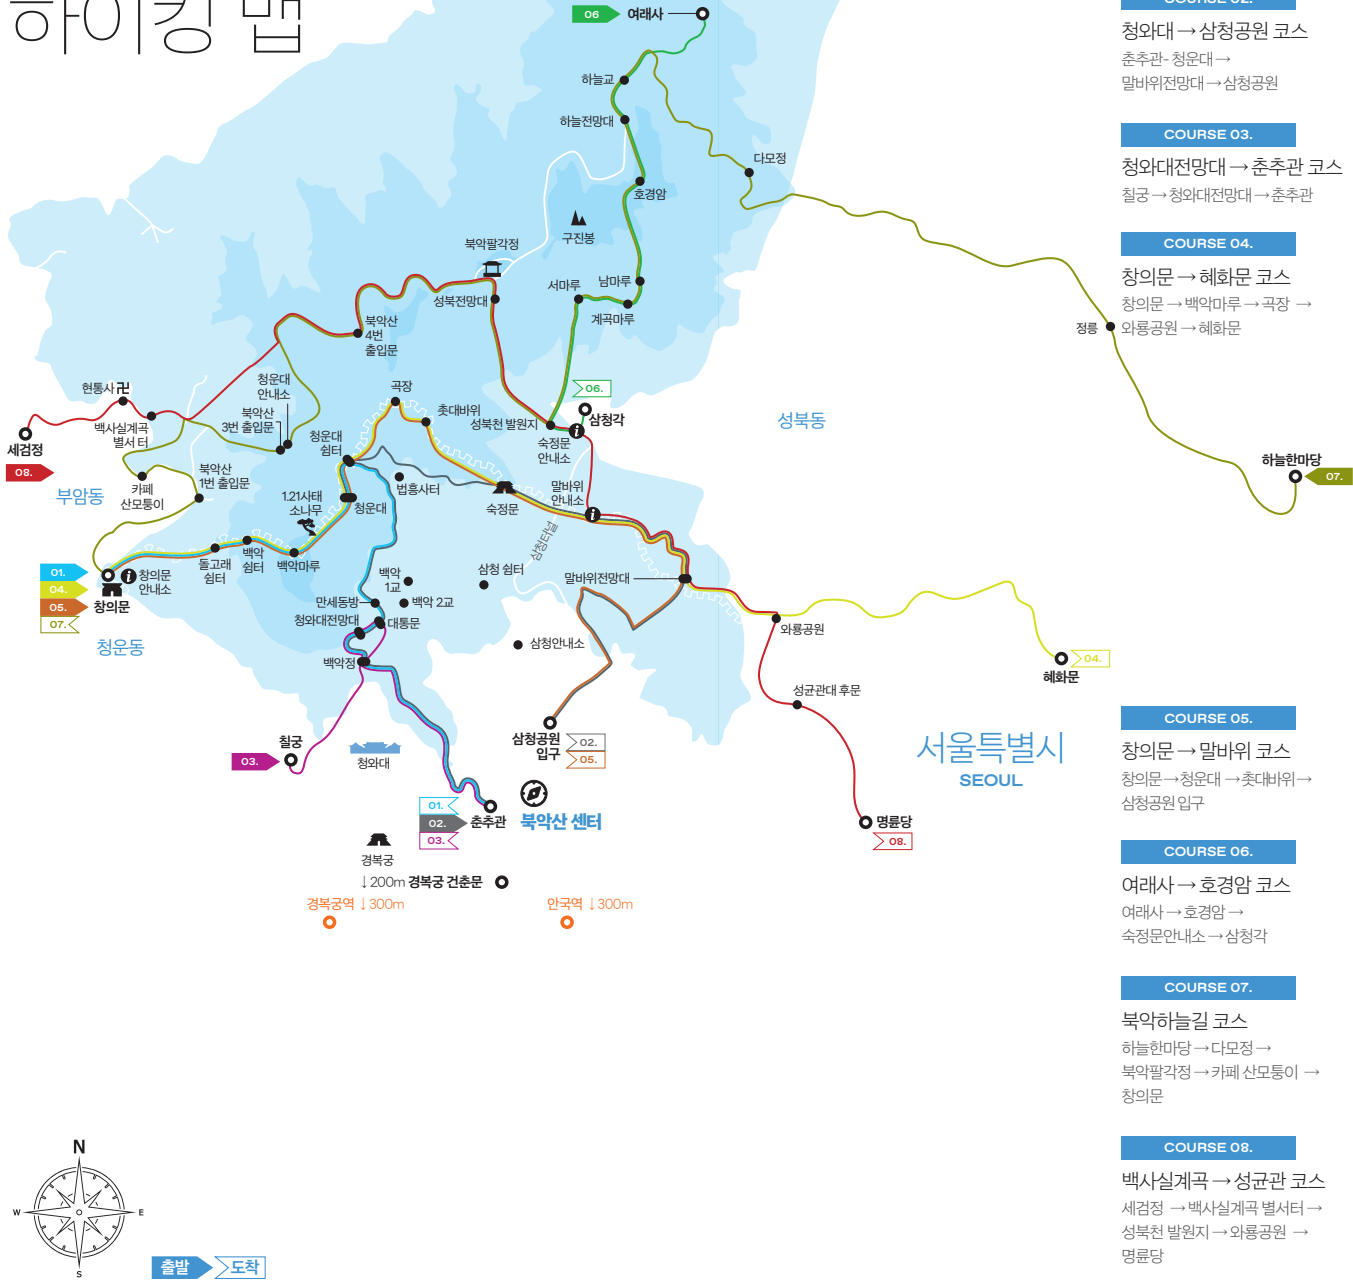 하이킹 맵
06
여래사
하늘교
하늘전망대
다모정
호경암
구진봉
북악팔각정
성북전망대
서마루
남마루
계곡마루
북악산
4번
출입문
정릉
현통사
청운대
안내소
곡장
06.
백사실계곡
별서 터
북악산
3번 출입문
촛대바위
성북천 발원지
삼청각
성북동
세검정
08.
청운대
쉼터
숙정문
안내소
하늘한마당
07.
부암동
카페
산모퉁이
북악산
1번 출입문
1.21사태
소나무
법흥사터
청운대
숙정문
말바위
안내소
삼청터널
01.
04.
05.
07.
창의문
안내소
창의문
돌고래
쉼터
백악
쉼터
백악마루
백악
1교
삼청 쉼터
말바위전망대
만세동방
백악 2교
청와대전망대
대통문
와룡공원
청운동
삼청안내소
백악정
혜화문
04.
성균관대 후문
칠궁
03.
청와대
삼청공원
입구
02.
05.
서울특별시
SEOUL
01.
02.
03.
춘추관
북악산 센터
명륜당
08.
경복궁
↓200m 경복궁 건춘문
경복궁역 ↓300m
안국역 ↓300m
COURSE 02.
청와대 → 삼청공원 코스
춘추관- 청운대 →
말바위전망대 → 삼청공원
COURSE 03.
청와대전망대 → 춘추관 코스
칠궁 → 청와대전망대 → 춘추관
COURSE 04.
창의문 → 혜화문 코스
창의문 → 백악마루 → 곡장 →
와룡공원 → 혜화문
COURSE 05.
창의문 → 말바위 코스
창의문 → 청운대 → 촛대바위 →
삼청공원 입구
COURSE 06.
여래사 → 호경암 코스
여래사 → 호경암 →
숙정문안내소 → 삼청각
COURSE 07.
북악하늘길 코스
하늘한마당 → 다모정 →
북악팔각정 → 카페 산모퉁이 →
창의문
COURSE 08.
백사실계곡 → 성균관 코스
세검정 → 백사실계곡 별서터 →
성북천 발원지 → 와룡공원 →
명륜당
N
W
E
S
출발
도착